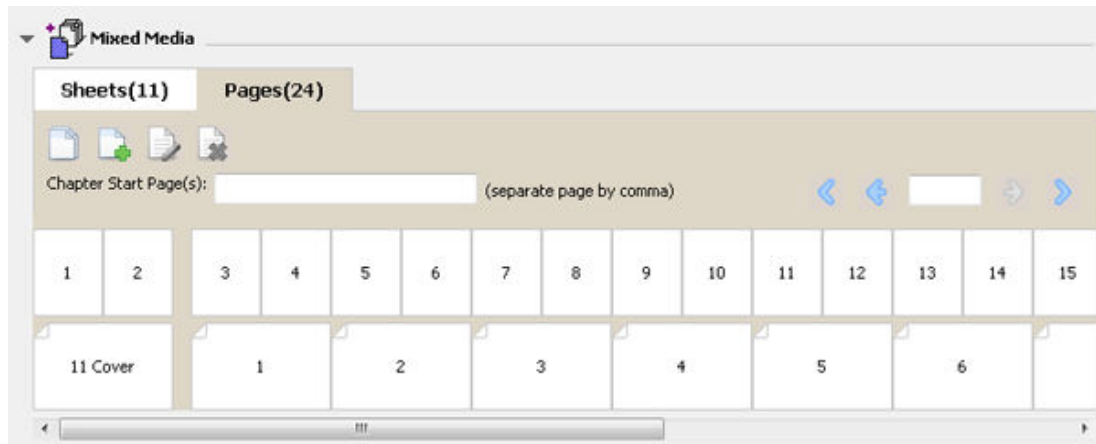 Mixed Media
Sheets(11) Pages(24)
Chapter Start Page(s): (separate page by comma)
1 2 3 4 5 6 7 8 9 10 11 12 13 14 15
11 Cover 1 2 3 4 5 6